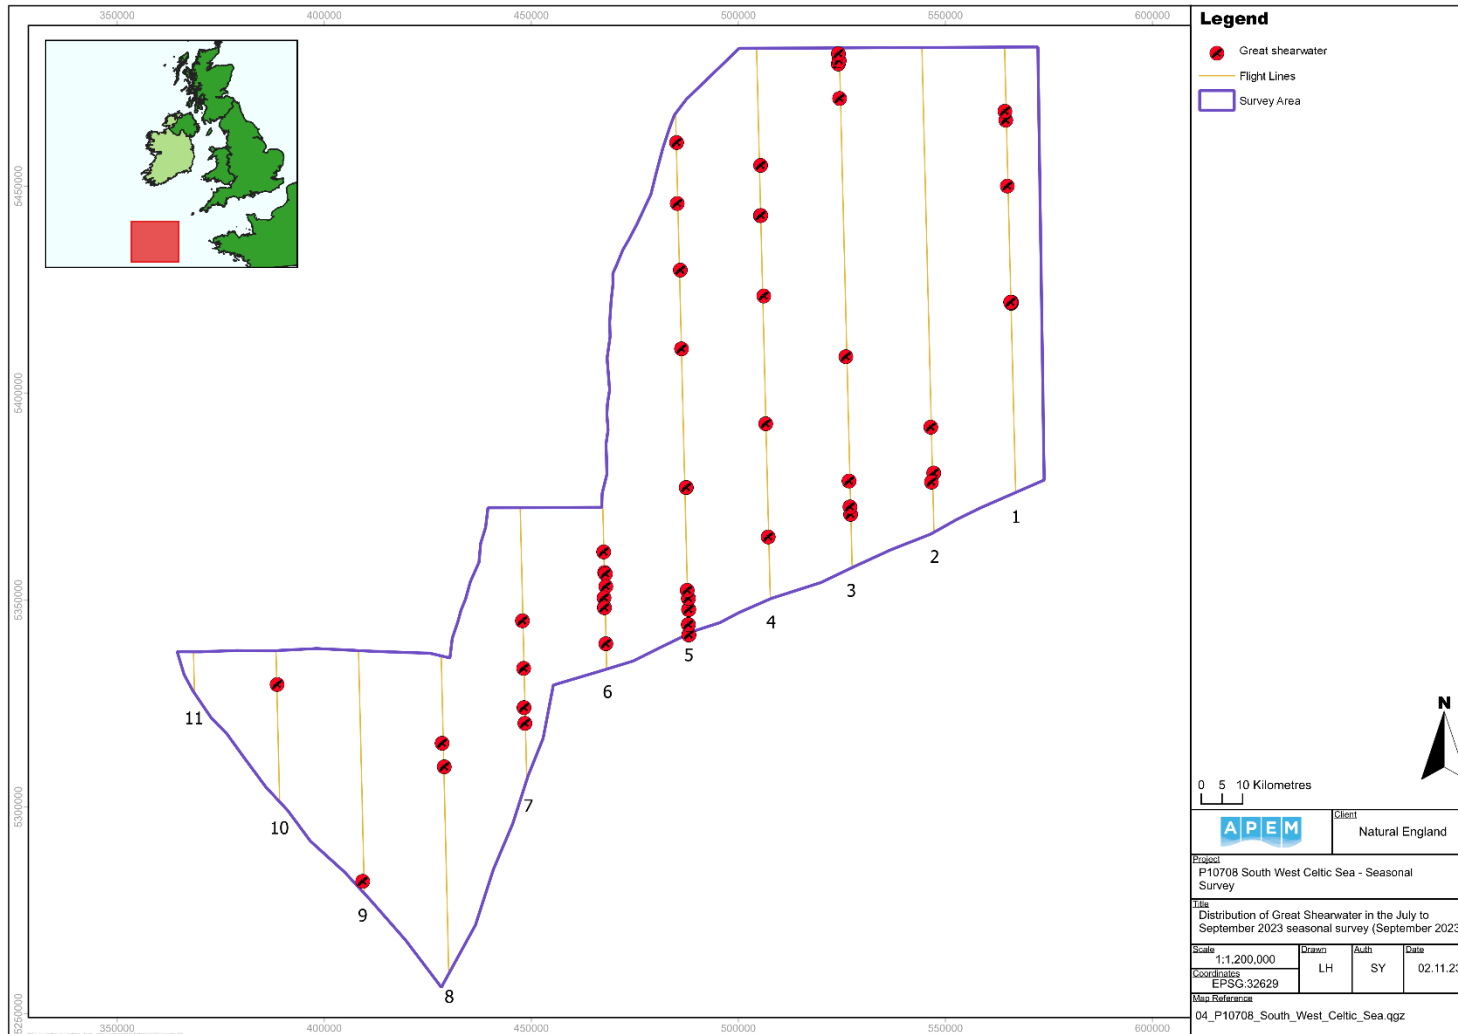 350000 400000 450000 500000 550000 600000
5450000
5400000
5350000
5300000
5250000
350000 400000 450000 500000 550000 600000
1
2
3
4
5
6
7
8
9
10
11
Legend
Great shearwater
Flight Lines
Survey Area
N
0 5 10 Kilometres
APEM
Client
Natural England
Project
P10708 South West Celtic Sea - Seasonal
Survey
Title
Distribution of Great Shearwater in the July to
September 2023 seasonal survey (September 2023
Scale
1:1,200,000
Drawn
LH
Auth
SY
Date
02.11.23
Coordinates
EPSG:32629
Map Reference
04_P10708_South_West_Celtic_Sea.qgz